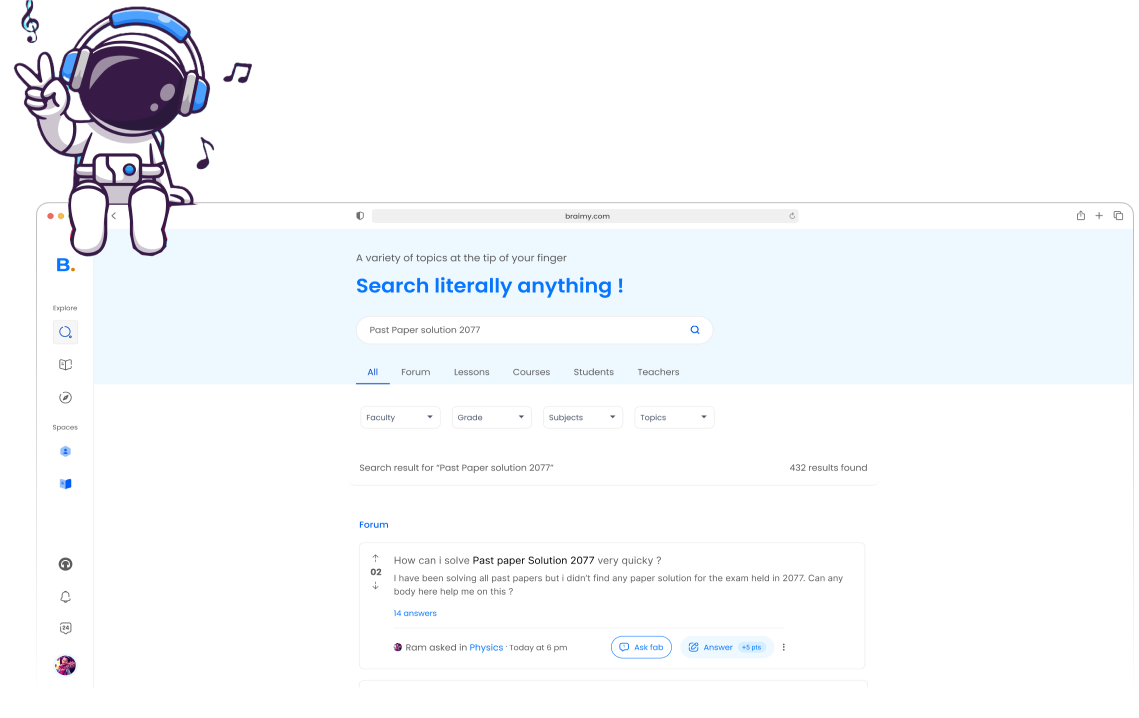 braimy.com
B.
A variety of topics at the tip of your finger
Search literally anything !
Explore
Past Paper solution 2077
All Forum Lessons Courses Students Teachers
Faculty Grade Subjects Topics
Spaces
Search result for “Past Paper solution 2077” 432 results found
Forum
How can i solve Past paper Solution 2077 very quicky ?
02
I have been solving all past papers but i didn't find any paper solution for the exam held in 2077. Can any
body here help me on this ?
14 answers
24
Ram asked in Physics · Today at 6 pm Ask fab Answer +5 pts